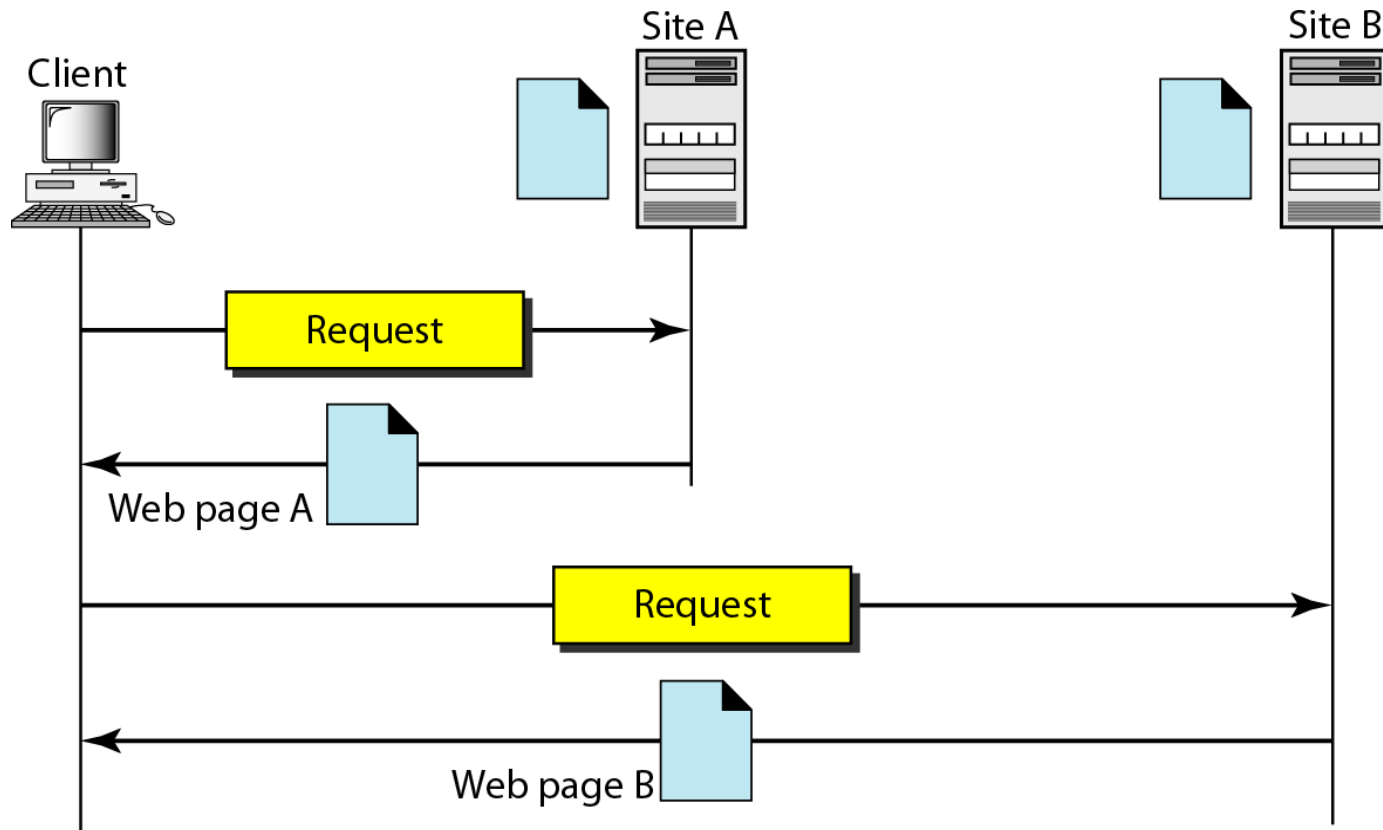 Site A
Site B
Client
Request
Web page A
Request
Web page B